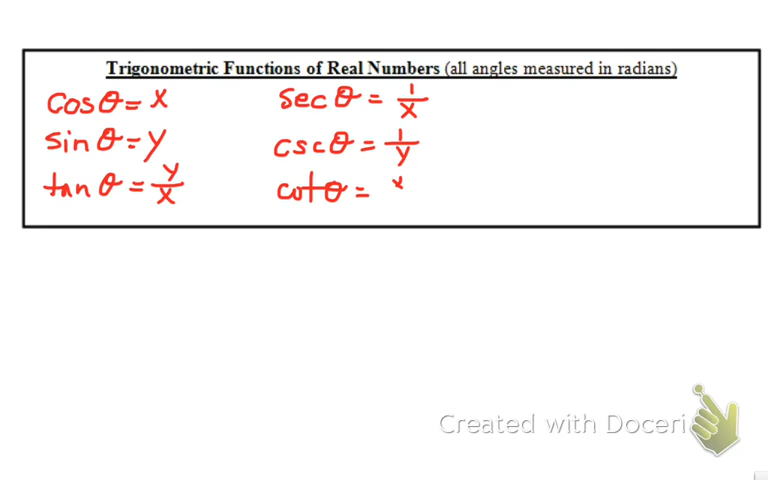 Trigonometric Functions of Real Numbers (all angles measured in radians)
cos θ = x
sec θ = 1/x
sin θ = y
csc θ = 1/y
tan θ = y/x
cot θ = x
Created with Doceri